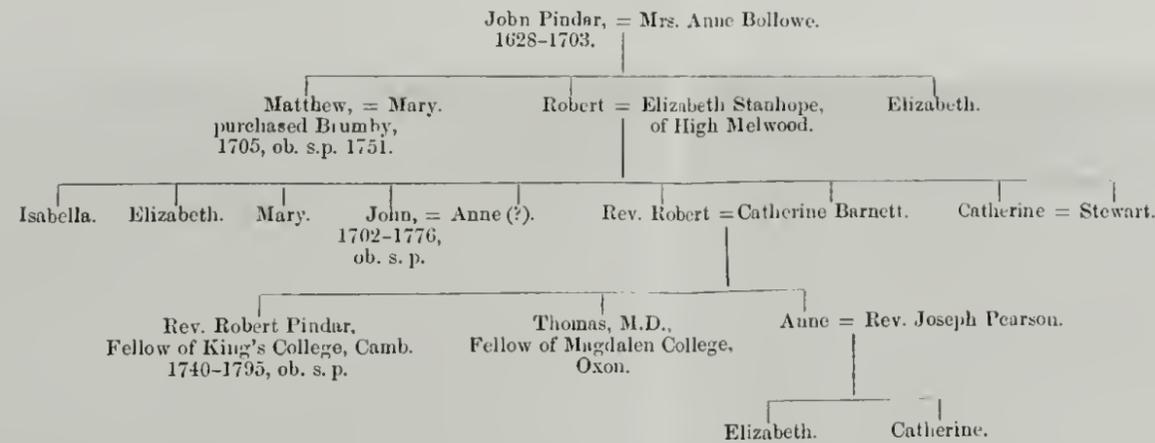 John Pindar, = Mrs. Anne Bollowe.
1628-1703.
Matthew, = Mary. Robert = Elizabeth Stanhope, Elizabeth.
purchased Brumby, of High Melwood.
1705, ob. s.p. 1751.
Isabella. Elizabeth. Mary. John, = Anne (?). Rev. Robert = Catherine Barnett. Catherine = Stewart.
1702-1776,
ob. s. p.
Rev. Robert Pindar, Thomas, M.D., Anne = Rev. Joseph Pearson.
Fellow of King's College, Camb. Fellow of Magdalen College,
1740-1795, ob. s. p. Oxon.
Elizabeth. Catherine.